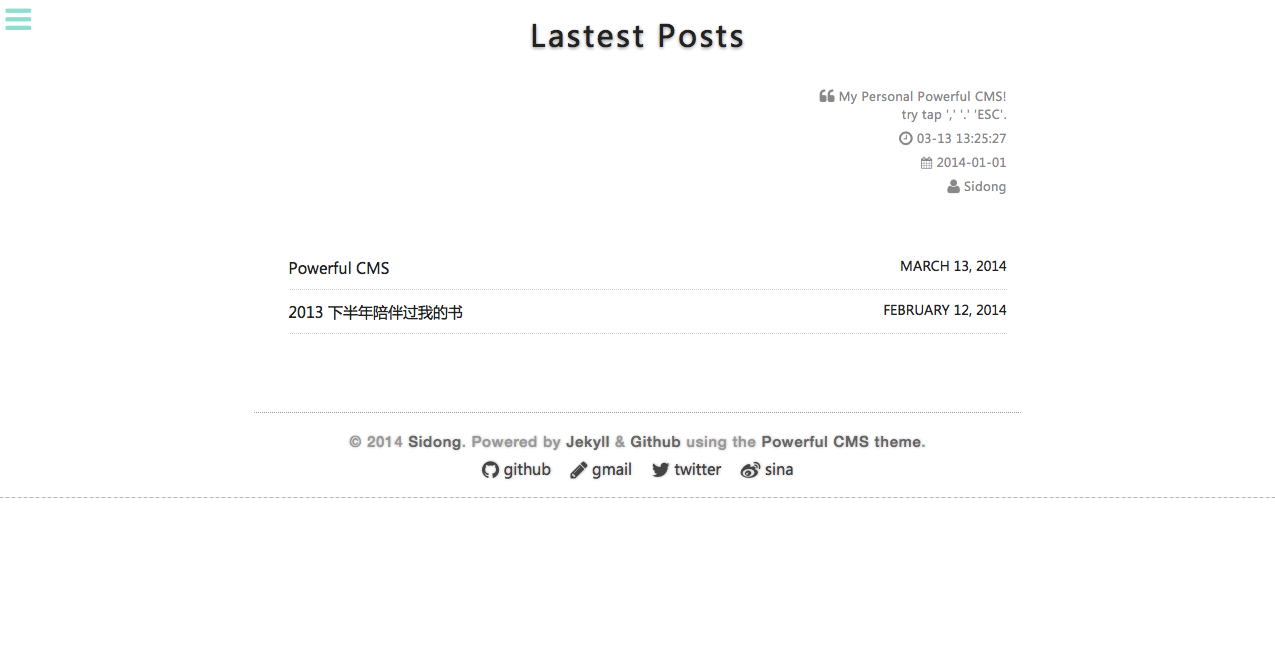 Lastest Posts
My Personal Powerful CMS!
try tap ',' '.' 'ESC'.
03-13 13:25:27
2014-01-01
Sidong
Powerful CMS MARCH 13, 2014
2013 下半年陪伴过我的书 FEBRUARY 12, 2014
© 2014 Sidong. Powered by Jekyll & Github using the Powerful CMS theme.
github gmail twitter sina